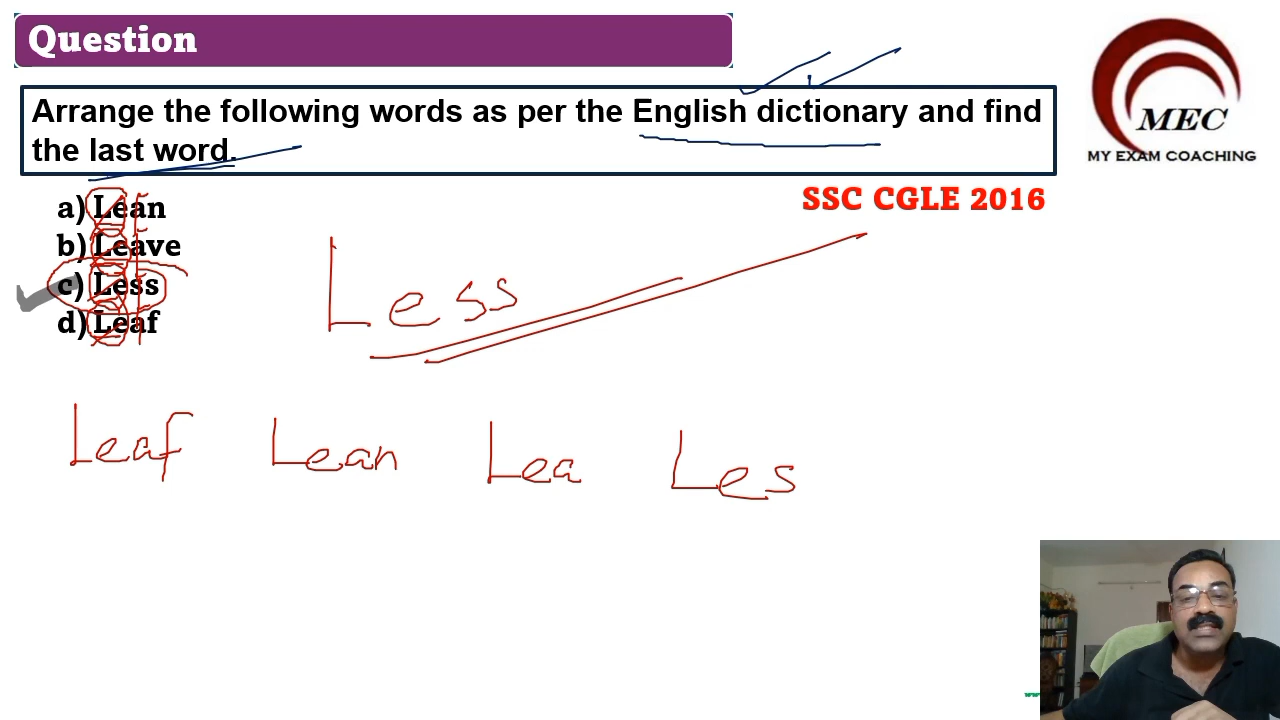 Question
Arrange the following words as per the English dictionary and find
the last word.
MEC
MY EXAM COACHING
SSC CGLE 2016
a) Lean
b) Leave
c) Less
d) Leaf
Less
Leaf Lean Lea Les